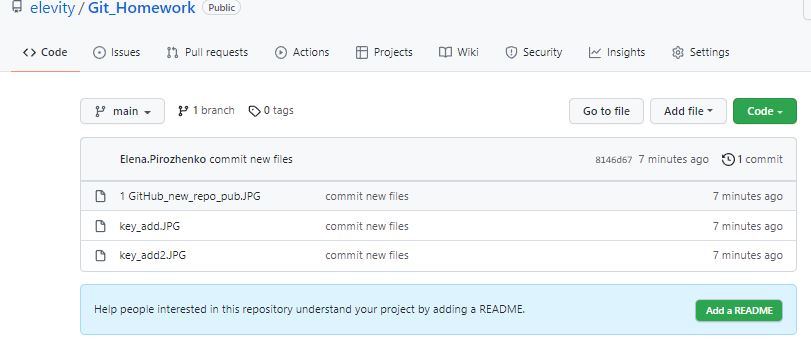 elevity / Git_Homework Public
Code Issues Pull requests Actions Projects Wiki Security Insights Settings
main 1 branch 0 tags Go to file Add file Code
Elena.Pirozhenko commit new files 8146d67 7 minutes ago 1 commit
1 GitHub_new_repo_pub.JPG commit new files 7 minutes ago
key_add.JPG commit new files 7 minutes ago
key_add2.JPG commit new files 7 minutes ago
Help people interested in this repository understand your project by adding a README. Add a README